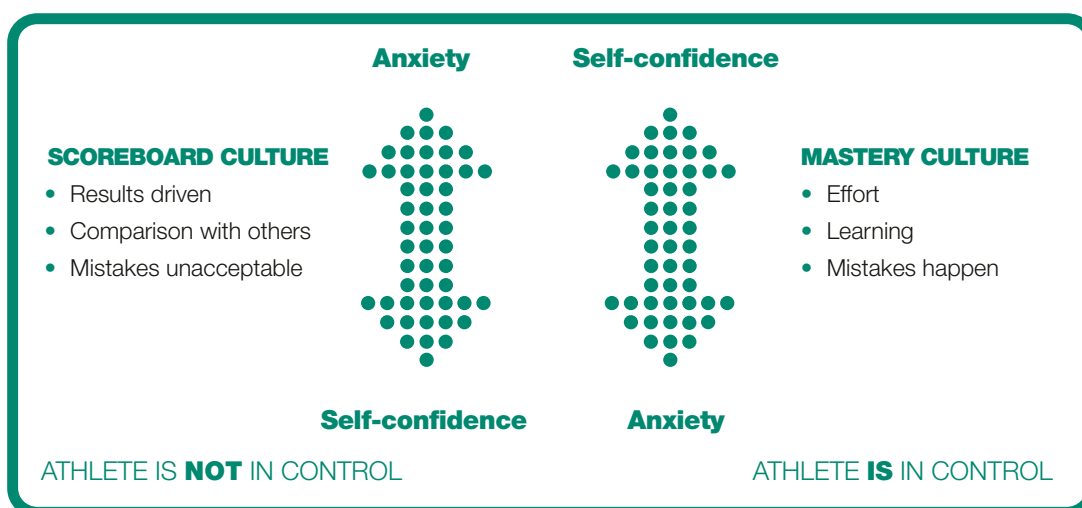 Anxiety
Self-confidence
SCOREBOARD CULTURE
• Results driven
• Comparison with others
• Mistakes unacceptable
MASTERY CULTURE
• Effort
• Learning
• Mistakes happen
Self-confidence
Anxiety
ATHLETE IS NOT IN CONTROL
ATHLETE IS IN CONTROL